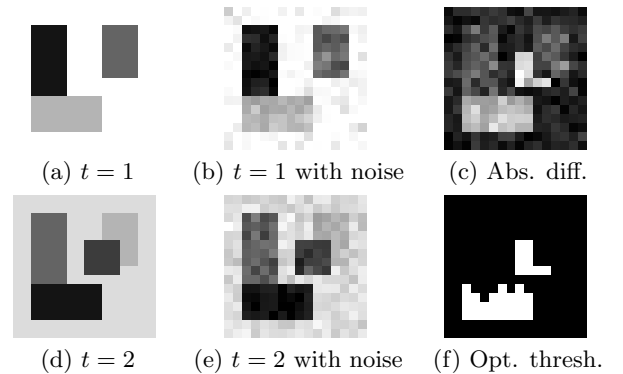 (a) t = 1
(b) t = 1 with noise
(c) Abs. diff.
(d) t = 2
(e) t = 2 with noise
(f) Opt. thresh.